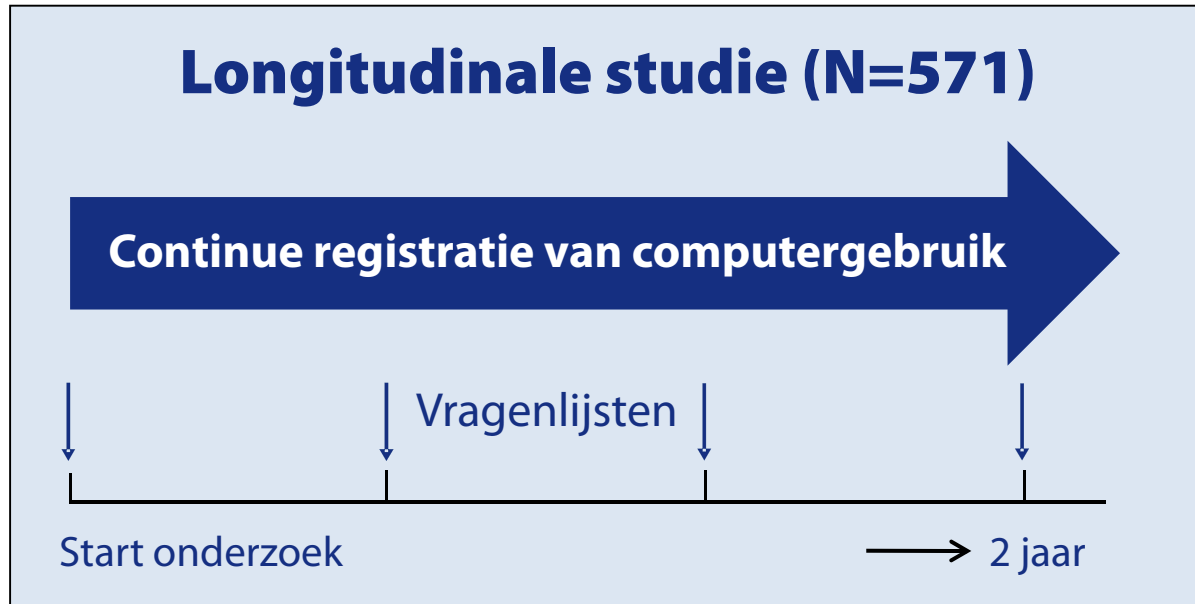 Longitudinale studie (N=571)
Continue registratie van computergebruik
Vragenlijsten
Start onderzoek
2 jaar